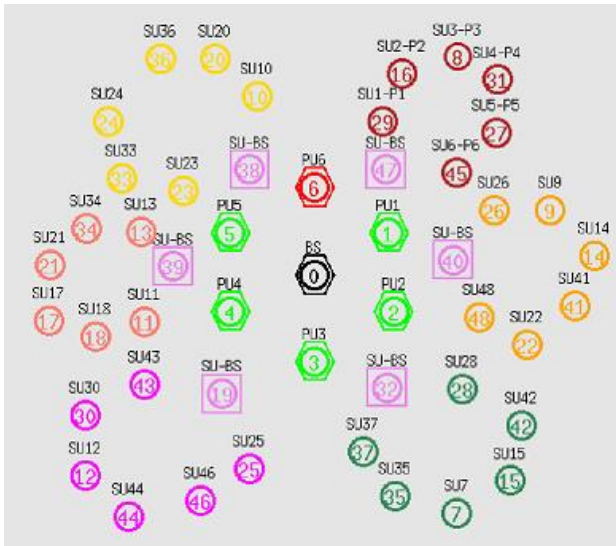 SU3-P3
8
SU36
36
SU20
20
SU2-P2
16
SU4-P4
31
SU10
10
SU24
24
SU1-P1
29
SU5-P5
27
SU-BS
38
SU-BS
47
SU6-P6
45
SU33
33
SU23
23
PU6
6
SU26
26
SU9
9
SU34
34
SU13
13
PU5
5
PU1
1
SU-BS
39
BS
0
SU-BS
40
SU14
14
SU21
21
SU17
17
SU18
18
SU11
11
PU4
4
PU2
2
SU48
48
SU41
41
SU22
22
PU3
3
SU43
43
SU-BS
19
SU-BS
32
SU28
28
SU30
30
SU42
42
SU12
12
SU25
25
SU37
37
SU15
15
SU44
44
SU46
46
SU35
35
SU7
7